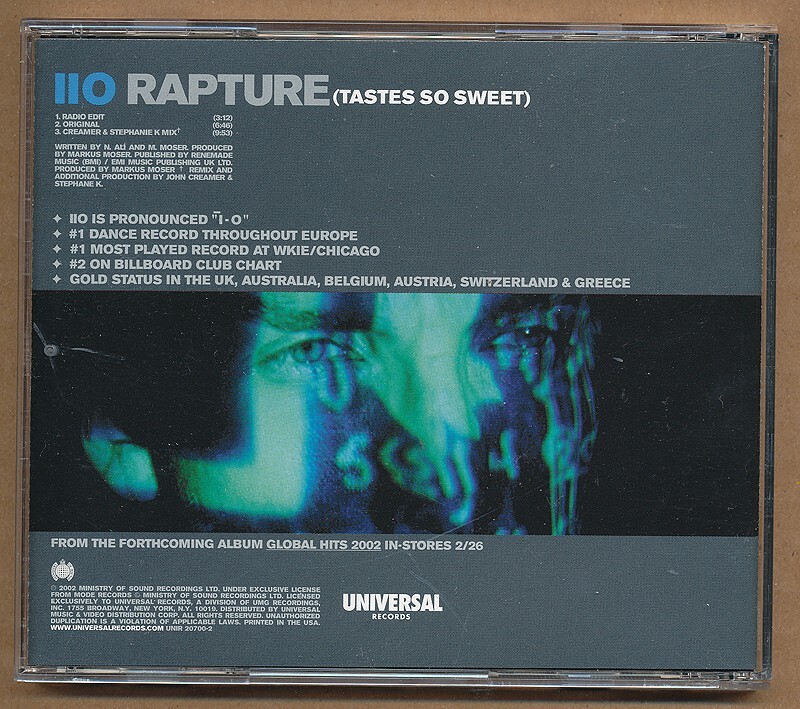 IIO RAPTURE (TASTES SO SWEET)
1. RADIO EDIT (3:12)
2. ORIGINAL (6:46)
3. CREAMER & STEPHANIE K MIX† (9:53)
WRITTEN BY N. ALI AND M. MOSER. PRODUCED
BY MARKUS MOSER. PUBLISHED BY RENEMADE
MUSIC (BMI) / EMI MUSIC PUBLISHING UK LTD.
PRODUCED BY MARKUS MOSER † REMIX AND
ADDITIONAL PRODUCTION BY JOHN CREAMER &
STEPHANE K.
✦ IIO IS PRONOUNCED "Ī-O"
✦ #1 DANCE RECORD THROUGHOUT EUROPE
✦ #1 MOST PLAYED RECORD AT WKIE/CHICAGO
✦ #2 ON BILLBOARD CLUB CHART
✦ GOLD STATUS IN THE UK, AUSTRALIA, BELGIUM, AUSTRIA, SWITZERLAND & GREECE
5 4
FROM THE FORTHCOMING ALBUM GLOBAL HITS 2002 IN-STORES 2/26
℗ 2002 MINISTRY OF SOUND RECORDINGS LTD. UNDER EXCLUSIVE LICENSE
FROM MODE RECORDS © MINISTRY OF SOUND RECORDINGS LTD. LICENSED
EXCLUSIVELY TO UNIVERSAL RECORDS, A DIVISION OF UMG RECORDINGS,
INC. 1755 BROADWAY, NEW YORK, N.Y. 10019. DISTRIBUTED BY UNIVERSAL
MUSIC & VIDEO DISTRIBUTION CORP. ALL RIGHTS RESERVED. UNAUTHORIZED
DUPLICATION IS A VIOLATION OF APPLICABLE LAWS. PRINTED IN THE USA.
WWW.UNIVERSALRECORDS.COM UNIR 20700-2
UNIVERSAL
RECORDS